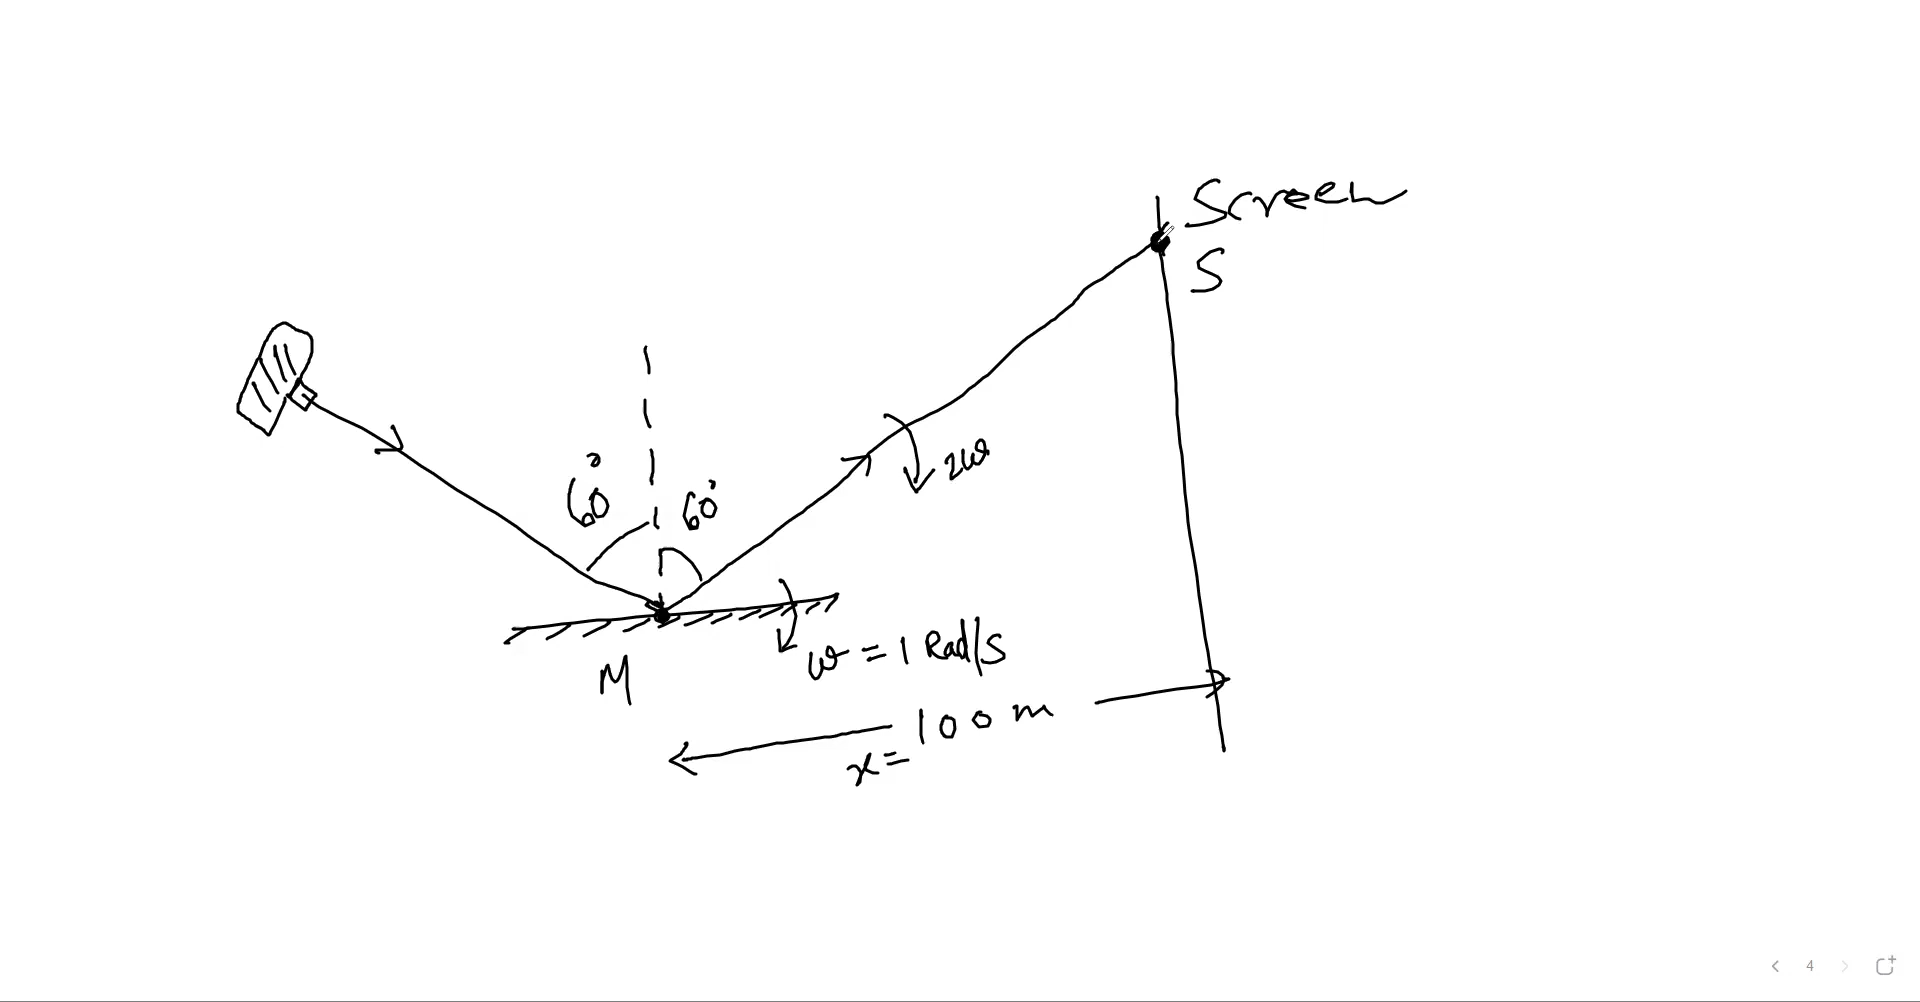 Screen
S
60°
60°
2ω
M
ω = 1 Rad/s
x = 100 m
4